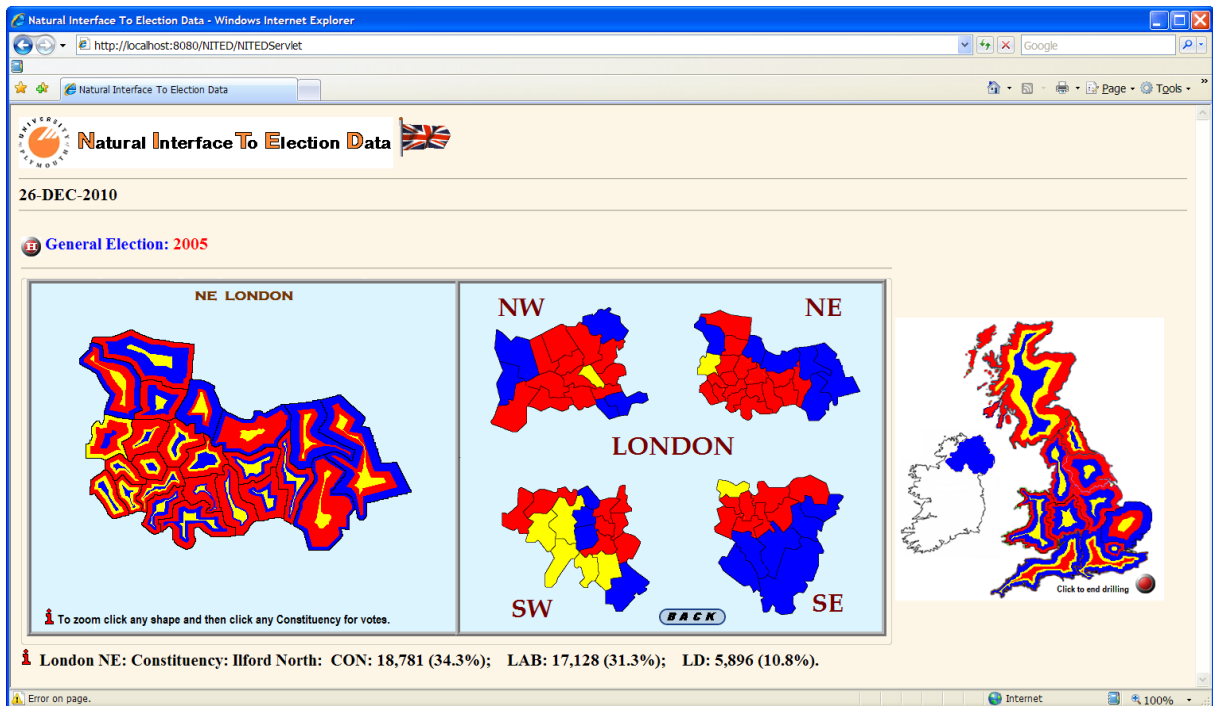 Natural Interface To Election Data - Windows Internet Explorer
http://localhost:8080/NITED/NITEDServlet
Google
Natural Interface To Election Data
Page
Tools
UNIVERSITY OF PLYMOUTH
Natural Interface To Election Data
26-DEC-2010
H General Election: 2005
NE LONDON
NW
NE
LONDON
SW
SE
BACK
i To zoom click any shape and then click any Constituency for votes.
Click to end drilling
i London NE: Constituency: Ilford North: CON: 18,781 (34.3%); LAB: 17,128 (31.3%); LD: 5,896 (10.8%).
Error on page.
Internet
100%